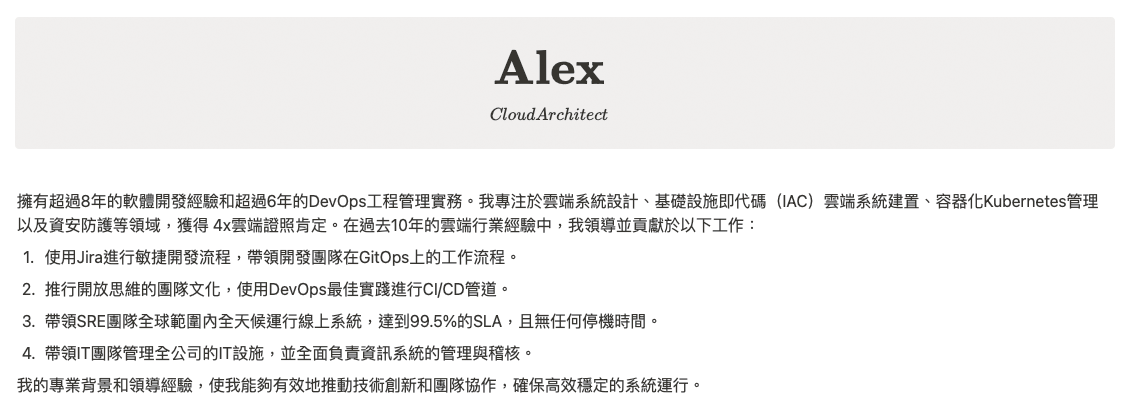 Alex
CloudArchitect
擁有超過8年的軟體開發經驗和超過6年的DevOps工程管理實務。我專注於雲端系統設計、基礎設施即代碼（IAC）雲端系統建置、容器化Kubernetes管理
以及資安防護等領域，獲得 4x雲端證照肯定。在過去10年的雲端行業經驗中，我領導並貢獻於以下工作：
1. 使用Jira進行敏捷開發流程，帶領開發團隊在GitOps上的工作流程。
2. 推行開放思維的團隊文化，使用DevOps最佳實踐進行CI/CD管道。
3. 帶領SRE團隊全球範圍內全天候運行線上系統，達到99.5%的SLA，且無任何停機時間。
4. 帶領IT團隊管理全公司的IT設施，並全面負責資訊系統的管理與稽核。
我的專業背景和領導經驗，使我能夠有效地推動技術創新和團隊協作，確保高效穩定的系統運行。